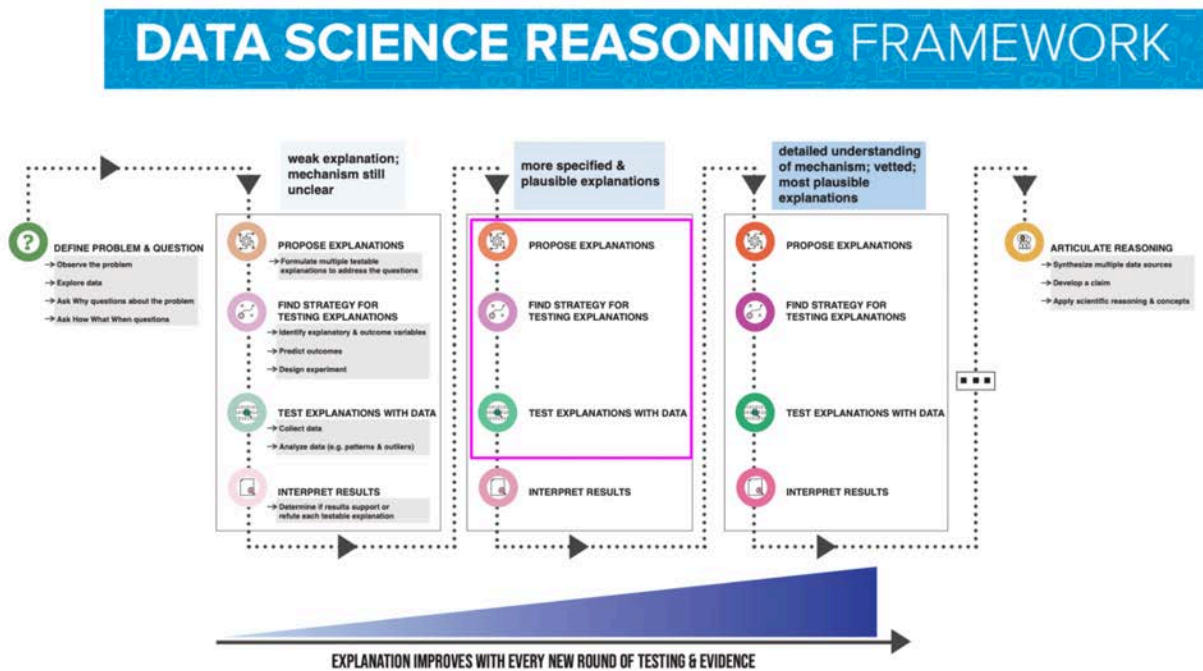 DATA SCIENCE REASONING FRAMEWORK
?
DEFINE PROBLEM & QUESTION
Observe the problem
Explore data
Ask Why questions about the problem
Ask How What When questions
weak explanation;
mechanism still
unclear
PROPOSE EXPLANATIONS
Formulate multiple testable
explanations to address the questions
FIND STRATEGY FOR
TESTING EXPLANATIONS
Identify explanatory & outcome variables
Predict outcomes
Design experiment
TEST EXPLANATIONS WITH DATA
Collect data
Analyze data (e.g. patterns & outliers)
INTERPRET RESULTS
Determine if results support or
refute each testable explanation
more specified &
plausible explanations
PROPOSE EXPLANATIONS
FIND STRATEGY FOR
TESTING EXPLANATIONS
TEST EXPLANATIONS WITH DATA
INTERPRET RESULTS
detailed understanding
of mechanism; vetted;
most plausible
explanations
PROPOSE EXPLANATIONS
FIND STRATEGY FOR
TESTING EXPLANATIONS
TEST EXPLANATIONS WITH DATA
INTERPRET RESULTS
ARTICULATE REASONING
Synthesize multiple data sources
Develop a claim
Apply scientific reasoning & concepts
EXPLANATION IMPROVES WITH EVERY NEW ROUND OF TESTING & EVIDENCE